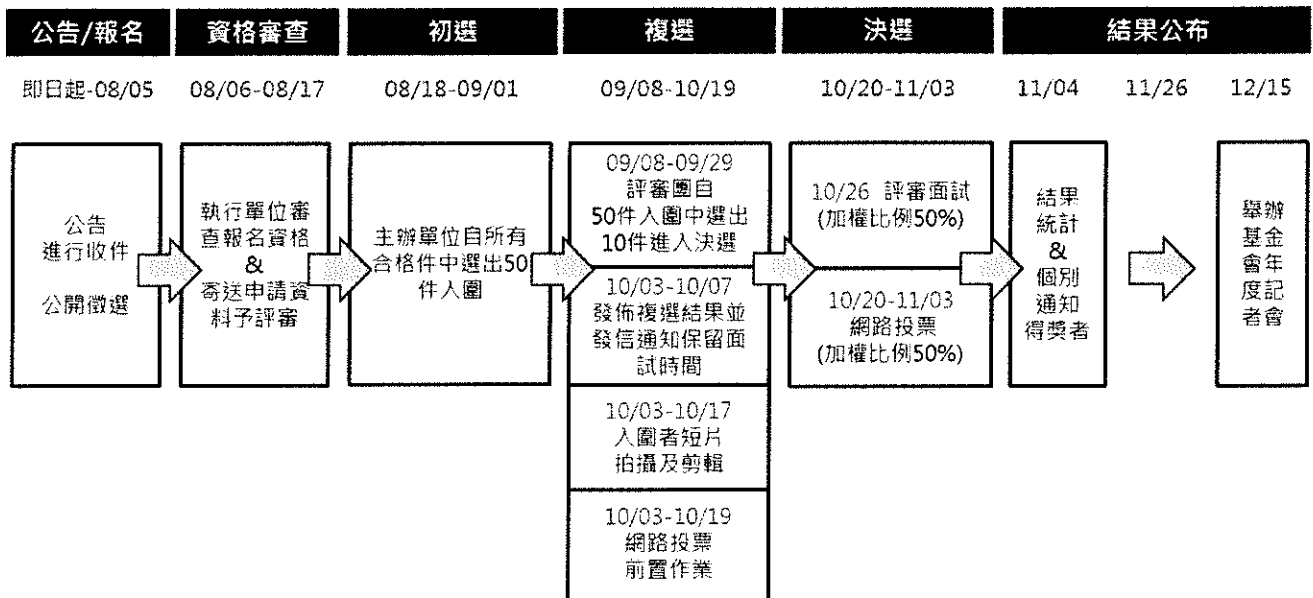 公告/報名
資格審查
初選
複選
決選
結果公布
即日起-08/05
08/06-08/17
08/18-09/01
09/08-10/19
10/20-11/03
11/04
11/26
12/15
公告
進行收件
公開徵選
執行單位審
查報名資格
&
寄送申請資
料予評審
主辦單位自所有
合格件中選出50
件入圍
09/08-09/29
評審團自
50件入圍中選出
10件進入決選
10/03-10/07
發佈複選結果並
發信通知保留面
試時間
10/03-10/17
入圍者短片
拍攝及剪輯
10/03-10/19
網路投票
前置作業
10/26 評審面試
(加權比例50%)
10/20-11/03
網路投票
(加權比例50%)
結果
統計
&
個別
通知
得獎者
舉辦
基金
會年
度記
者會